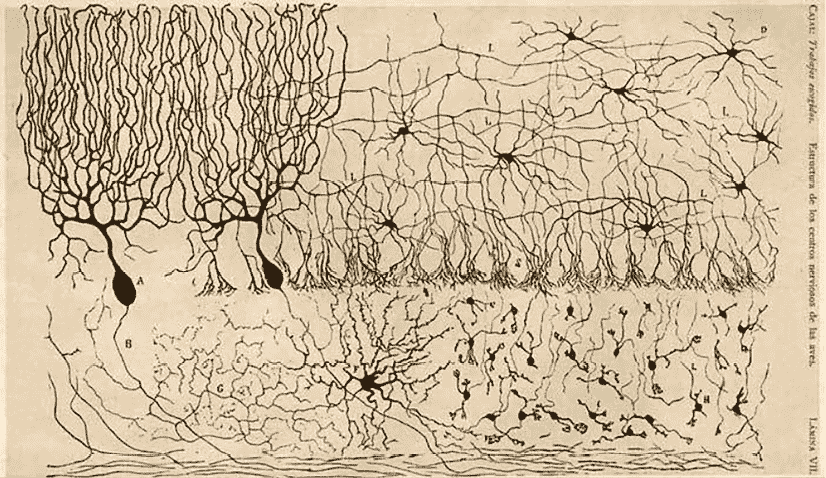 D
L
L
L
L
L
A
B
F
G
L
H
CAJAL: Trabajos escogidos. Estructura de los centros nerviosos de las aves. LÁMINA VII.